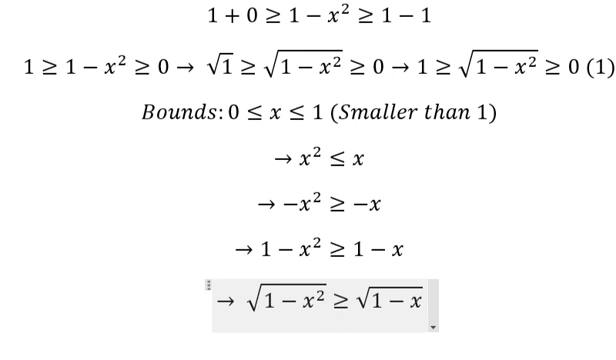 1 + 0 ≥ 1 − x² ≥ 1 − 1
1 ≥ 1 − x² ≥ 0 → √1 ≥ √(1 − x²) ≥ 0 → 1 ≥ √(1 − x²) ≥ 0 (1)
Bounds: 0 ≤ x ≤ 1 (Smaller than 1)
→ x² ≤ x
→ −x² ≥ −x
→ 1 − x² ≥ 1 − x
→ √(1 − x²) ≥ √(1 − x)